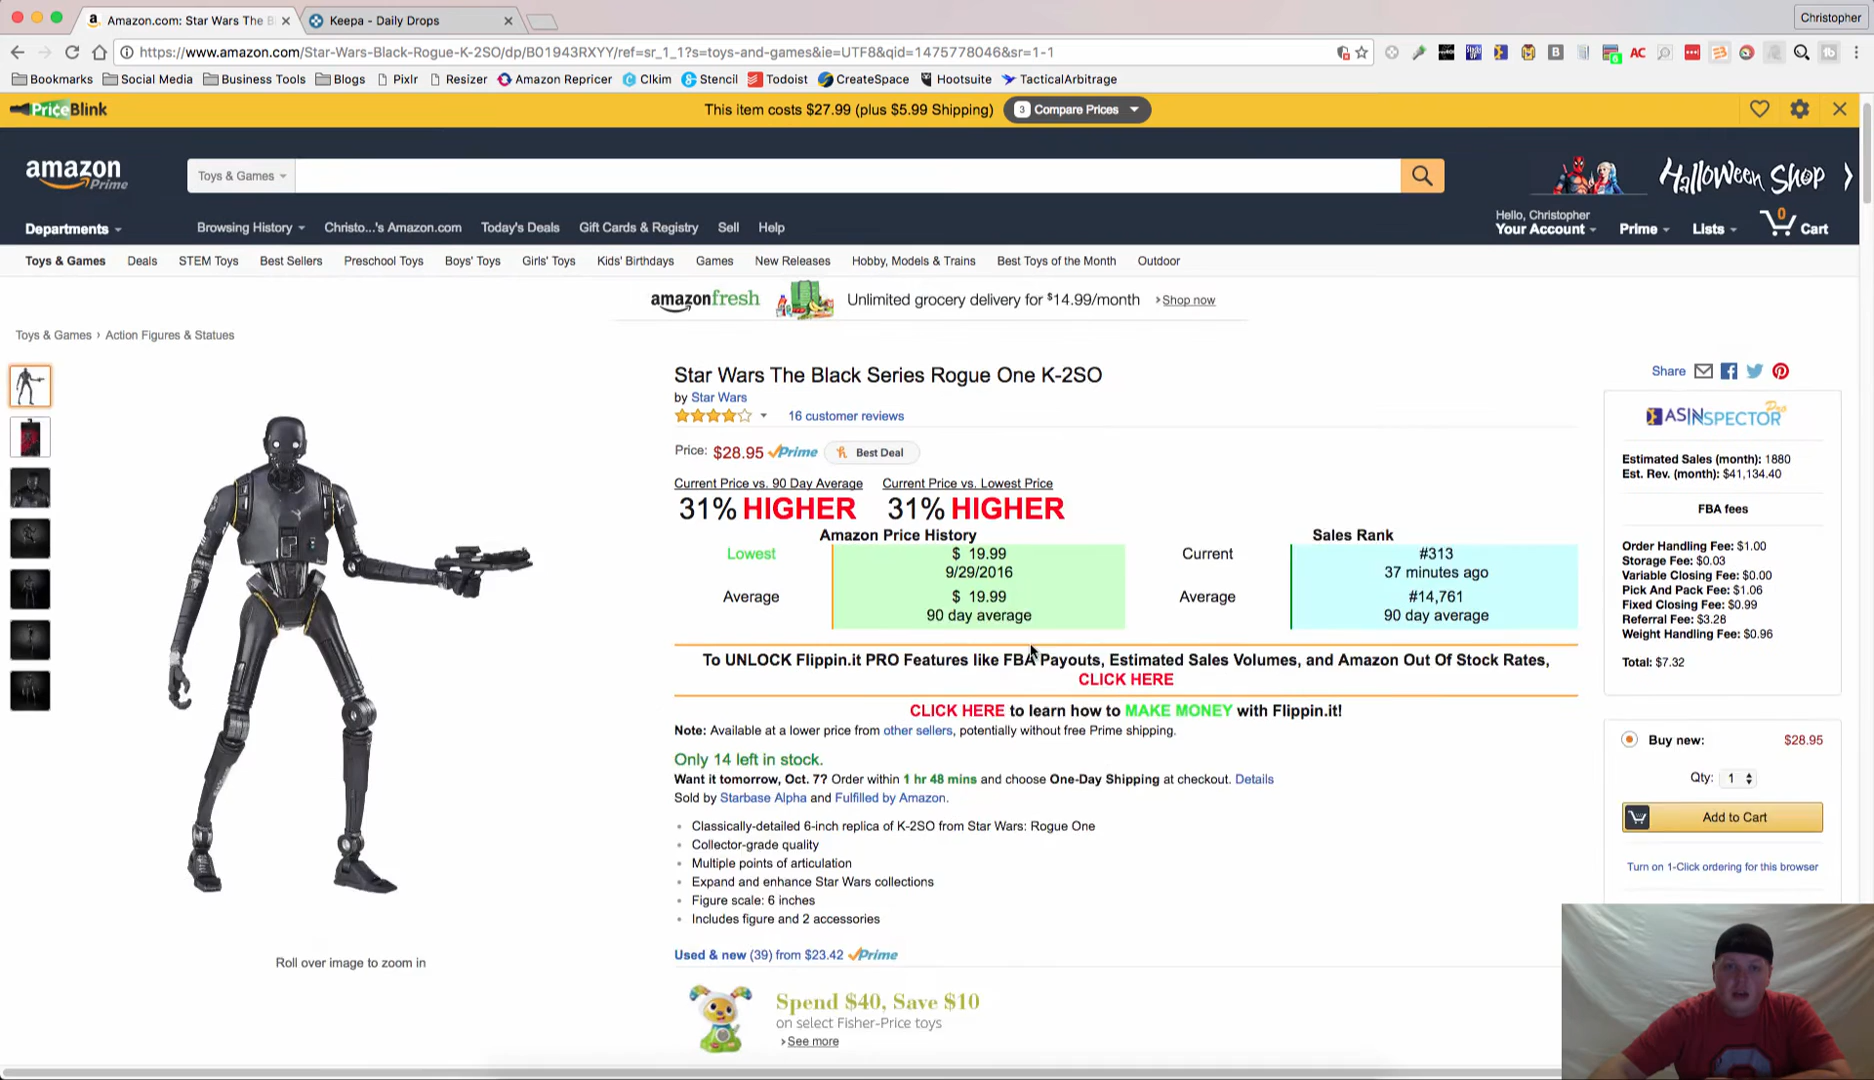 Amazon.com: Star Wars The B
Keepa - Daily Drops
Christopher
https://www.amazon.com/Star-Wars-Black-Rogue-K-2SO/dp/B01943RXYY/ref=sr_1_1?s=toys-and-games&ie=UTF8&qid=1475778046&sr=1-1
Bookmarks Social Media Business Tools Blogs Pixlr Resizer Amazon Repricer Clkim Stencil Todoist CreateSpace Hootsuite TacticalArbitrage
PriceBlink
This item costs $27.99 (plus $5.99 Shipping)
3 Compare Prices
amazon Prime
Toys & Games
Halloween Shop
Departments
Browsing History Christo...'s Amazon.com Today's Deals Gift Cards & Registry Sell Help
Hello, Christopher
Your Account Prime Lists 0 Cart
Toys & Games Deals STEM Toys Best Sellers Preschool Toys Boys' Toys Girls' Toys Kids' Birthdays Games New Releases Hobby, Models & Trains Best Toys of the Month Outdoor
amazonfresh Unlimited grocery delivery for $14.99/month ›Shop now
Toys & Games › Action Figures & Statues
Star Wars The Black Series Rogue One K-2SO
by Star Wars
16 customer reviews
Price: $28.95 Prime Best Deal
Current Price vs. 90 Day Average Current Price vs. Lowest Price
31% HIGHER 31% HIGHER
Amazon Price History Sales Rank
Lowest $ 19.99 Current #313
9/29/2016 37 minutes ago
Average $ 19.99 Average #14,761
90 day average 90 day average
To UNLOCK Flippin.it PRO Features like FBA Payouts, Estimated Sales Volumes, and Amazon Out Of Stock Rates,
CLICK HERE
CLICK HERE to learn how to MAKE MONEY with Flippin.it!
Note: Available at a lower price from other sellers, potentially without free Prime shipping.
Only 14 left in stock.
Want it tomorrow, Oct. 7? Order within 1 hr 48 mins and choose One-Day Shipping at checkout. Details
Sold by Starbase Alpha and Fulfilled by Amazon.
Classically-detailed 6-inch replica of K-2SO from Star Wars: Rogue One
Collector-grade quality
Multiple points of articulation
Expand and enhance Star Wars collections
Figure scale: 6 inches
Includes figure and 2 accessories
Roll over image to zoom in
Used & new (39) from $23.42 Prime
Spend $40, Save $10
on select Fisher-Price toys
›See more
Share
ASINSPECTOR Pro
Estimated Sales (month): 1880
Est. Rev. (month): $41,134.40
FBA fees
Order Handling Fee: $1.00
Storage Fee: $0.03
Variable Closing Fee: $0.00
Pick And Pack Fee: $1.06
Fixed Closing Fee: $0.99
Referral Fee: $3.28
Weight Handling Fee: $0.96
Total: $7.32
Buy new: $28.95
Qty: 1
Add to Cart
Turn on 1-Click ordering for this browser